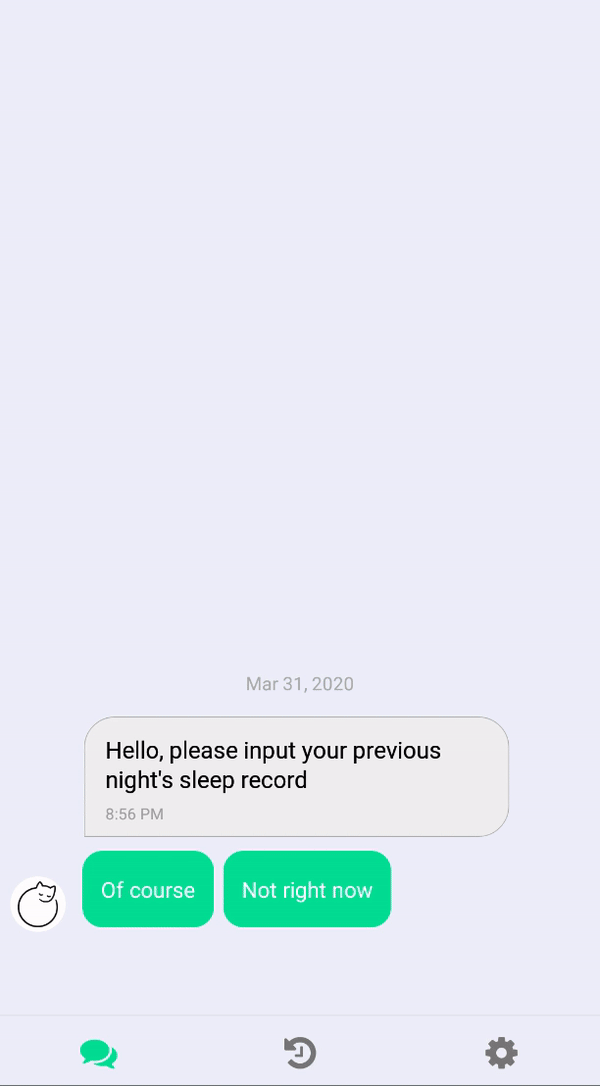 Mar 31, 2020
Hello, please input your previous
night's sleep record
8:56 PM
Of course
Not right now